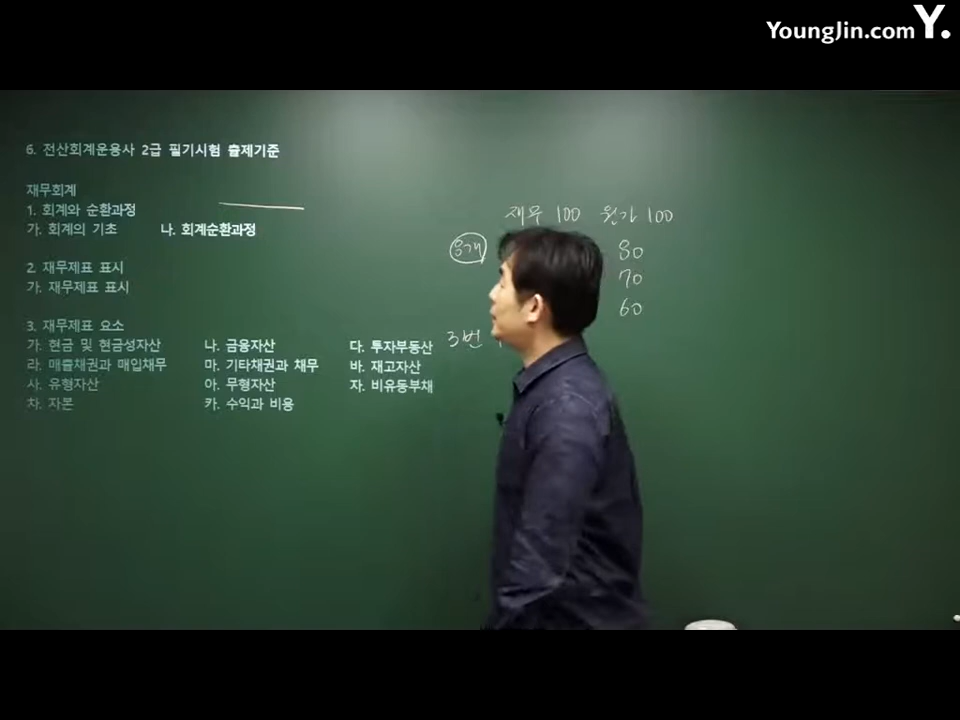 YoungJin.com Y.
6. 전산회계운용사 2급 필기시험 출제기준
재무회계
1. 회계와 순환과정
가. 회계의 기초 나. 회계순환과정
2. 재무제표 표시
가. 재무제표 표시
3. 재무제표 요소
가. 현금 및 현금성자산 나. 금융자산 다. 투자부동산
라. 매출채권과 매입채무 마. 기타채권과 채무 바. 재고자산
사. 유형자산 아. 무형자산 자. 비유동부채
차. 자본 카. 수익과 비용
재무 100 원가 100
80
70
60
3번